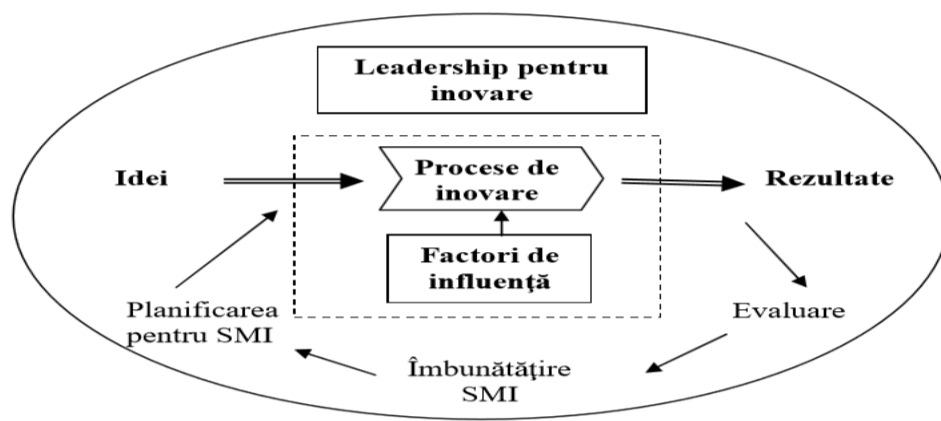 Leadership pentru
inovare
Idei
Procese de
inovare
Rezultate
Factori de
influenţă
Planificarea
pentru SMI
Evaluare
Îmbunătăţire
SMI